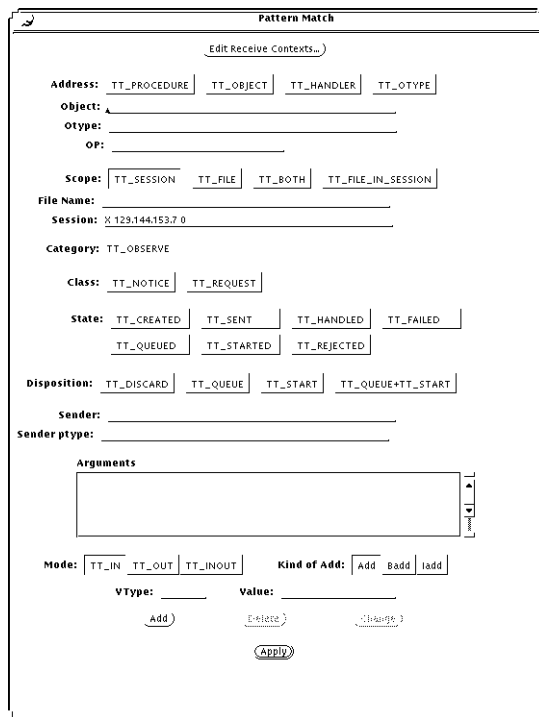 Pattern Match
Edit Receive Contexts...
Address: TT_PROCEDURE TT_OBJECT TT_HANDLER TT_OTYPE
Object:
Otype:
OP:
Scope: TT_SESSION TT_FILE TT_BOTH TT_FILE_IN_SESSION
File Name:
Session: X 129.144.153.7 0
Category: TT_OBSERVE
Class: TT_NOTICE TT_REQUEST
State: TT_CREATED TT_SENT TT_HANDLED TT_FAILED
TT_QUEUED TT_STARTED TT_REJECTED
Disposition: TT_DISCARD TT_QUEUE TT_START TT_QUEUE+TT_START
Sender:
Sender ptype:
Arguments
Mode: TT_IN TT_OUT TT_INOUT Kind of Add: Add Badd Iadd
VType: Value:
Add Delete Change
Apply